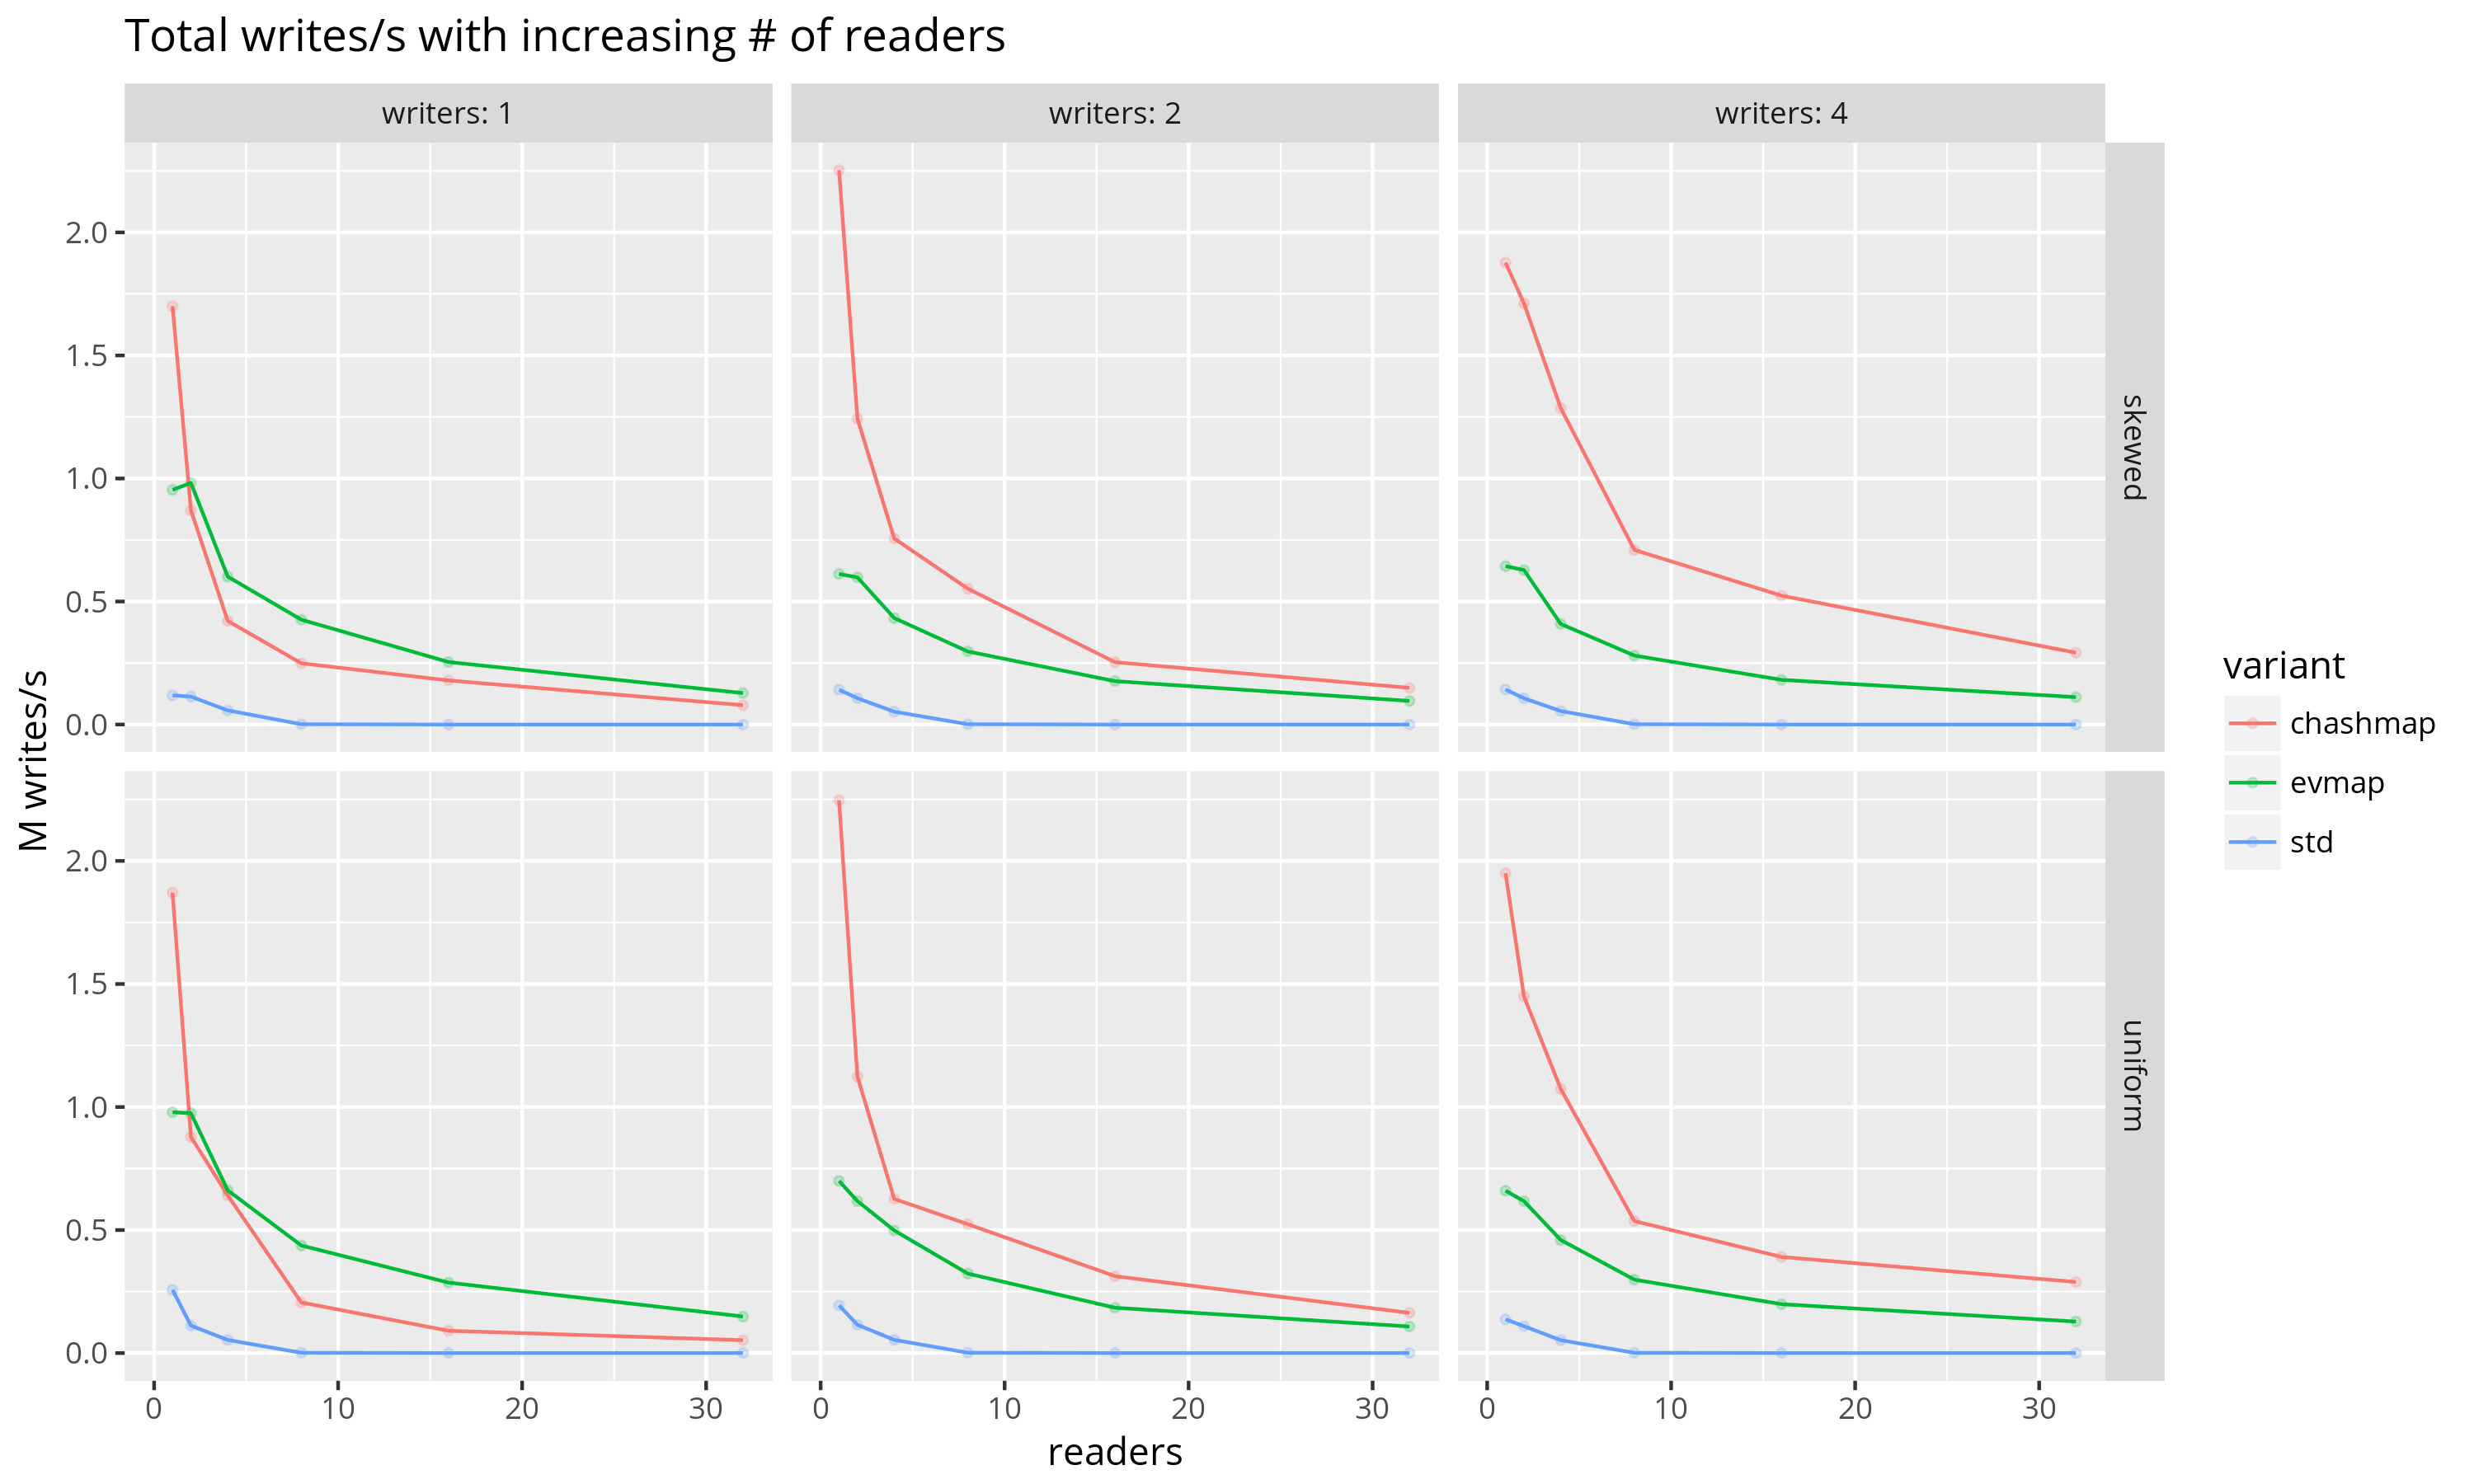 Total writes/s with increasing # of readers
writers: 1
writers: 2
writers: 4
2.0
1.5
1.0
0.5
0.0
skewed
M writes/s
2.0
1.5
1.0
0.5
0.0
uniform
0 10 20 30
0 10 20 30
0 10 20 30
readers
variant
chashmap
evmap
std